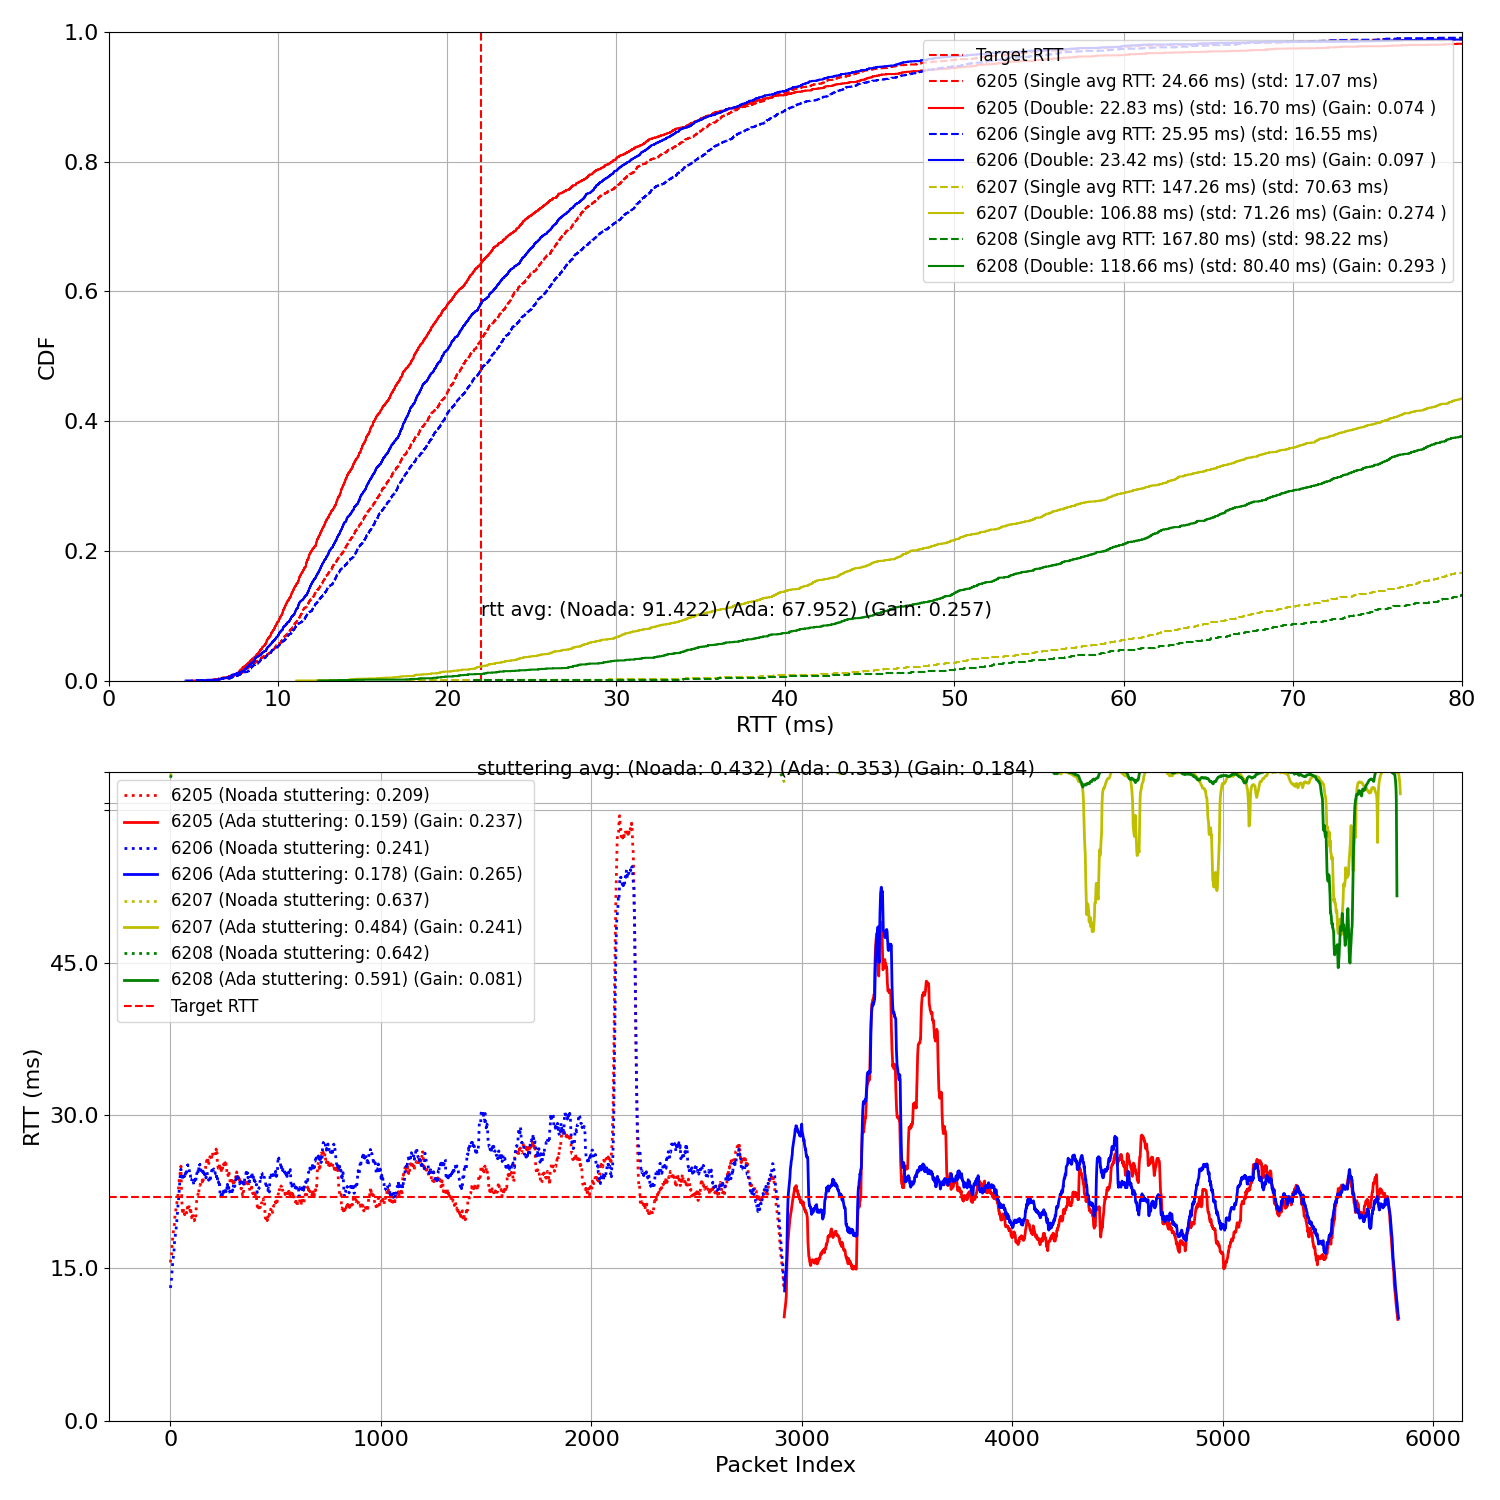 1.0
0.8
0.6
0.4
0.2
0.0
CDF
Target RTT
6205 (Single avg RTT: 24.66 ms) (std: 17.07 ms)
6205 (Double: 22.83 ms) (std: 16.70 ms) (Gain: 0.074 )
6206 (Single avg RTT: 25.95 ms) (std: 16.55 ms)
6206 (Double: 23.42 ms) (std: 15.20 ms) (Gain: 0.097 )
6207 (Single avg RTT: 147.26 ms) (std: 70.63 ms)
6207 (Double: 106.88 ms) (std: 71.26 ms) (Gain: 0.274 )
6208 (Single avg RTT: 167.80 ms) (std: 98.22 ms)
6208 (Double: 118.66 ms) (std: 80.40 ms) (Gain: 0.293 )
rtt avg: (Noada: 91.422) (Ada: 67.952) (Gain: 0.257)
0 10 20 30 40 50 60 70 80
RTT (ms)
stuttering avg: (Noada: 0.432) (Ada: 0.353) (Gain: 0.184)
6205 (Noada stuttering: 0.209)
6205 (Ada stuttering: 0.159) (Gain: 0.237)
6206 (Noada stuttering: 0.241)
6206 (Ada stuttering: 0.178) (Gain: 0.265)
6207 (Noada stuttering: 0.637)
6207 (Ada stuttering: 0.484) (Gain: 0.241)
6208 (Noada stuttering: 0.642)
6208 (Ada stuttering: 0.591) (Gain: 0.081)
Target RTT
45.0
30.0
15.0
0.0
RTT (ms)
0 1000 2000 3000 4000 5000 6000
Packet Index